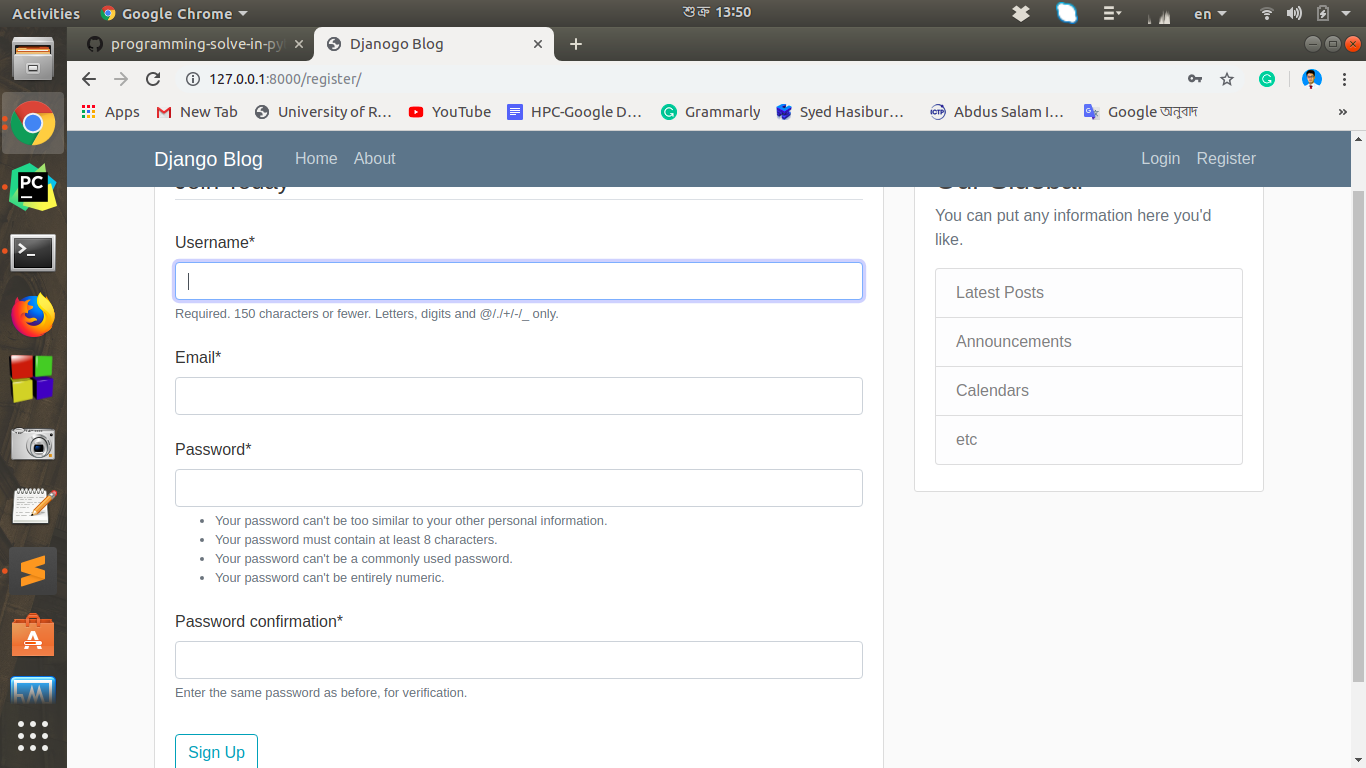 Activities Google Chrome শুক্র 13:50 en
programming-solve-in-py Djanogo Blog
127.0.0.1:8000/register/
Apps New Tab University of R… YouTube HPC-Google D… Grammarly Syed Hasibur… Abdus Salam I… Google অনুবাদ »
Django Blog Home About Login Register
Join Today
Username*
Required. 150 characters or fewer. Letters, digits and @/./+/-/_ only.
Email*
Password*
Your password can't be too similar to your other personal information.
Your password must contain at least 8 characters.
Your password can't be a commonly used password.
Your password can't be entirely numeric.
Password confirmation*
Enter the same password as before, for verification.
Sign Up
Our Sidebar
You can put any information here you'd
like.
Latest Posts
Announcements
Calendars
etc
PC